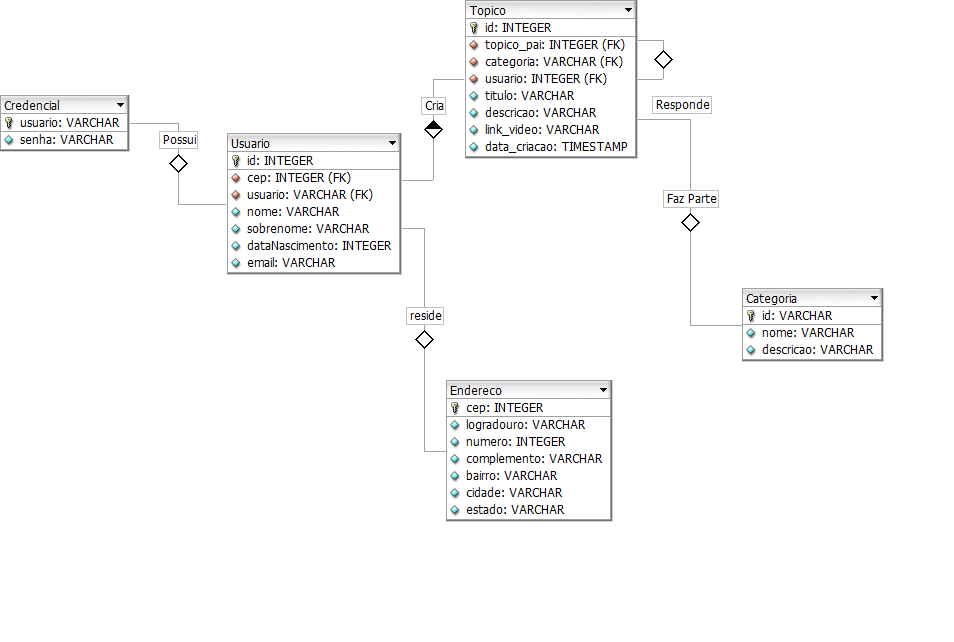 Topico
id: INTEGER
topico_pai: INTEGER (FK)
categoria: VARCHAR (FK)
usuario: INTEGER (FK)
titulo: VARCHAR
descricao: VARCHAR
link_video: VARCHAR
data_criacao: TIMESTAMP
Responde
Cria
Credencial
usuario: VARCHAR
senha: VARCHAR
Possui
Usuario
id: INTEGER
cep: INTEGER (FK)
usuario: VARCHAR (FK)
nome: VARCHAR
sobrenome: VARCHAR
dataNascimento: INTEGER
email: VARCHAR
Faz Parte
reside
Categoria
id: VARCHAR
nome: VARCHAR
descricao: VARCHAR
Endereco
cep: INTEGER
logradouro: VARCHAR
numero: INTEGER
complemento: VARCHAR
bairro: VARCHAR
cidade: VARCHAR
estado: VARCHAR